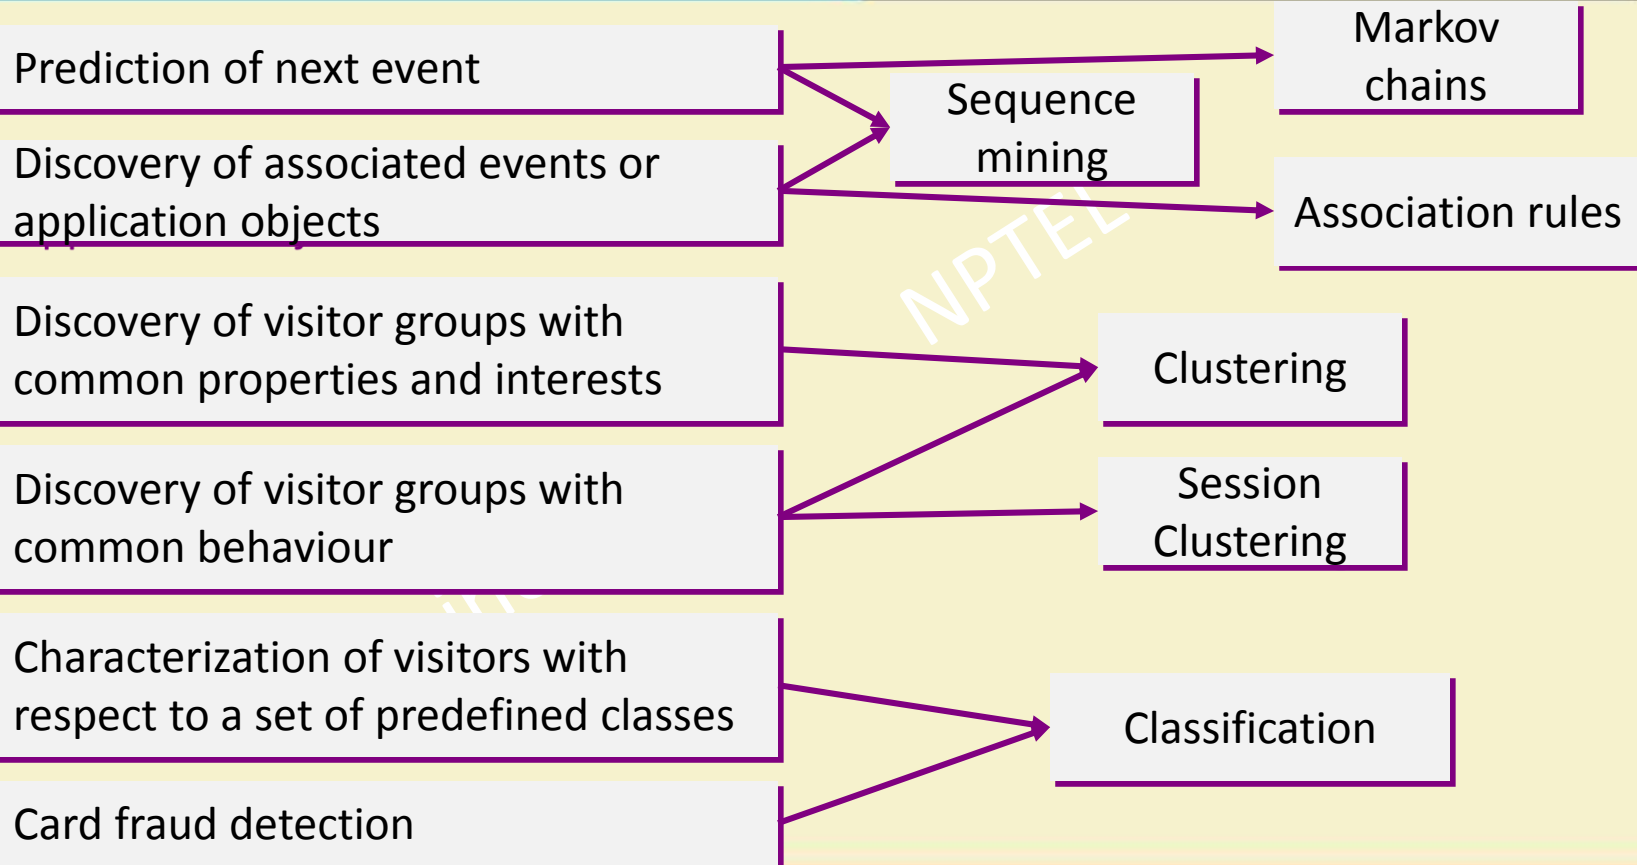 Prediction of next event
Markov
chains
Sequence
mining
Discovery of associated events or
application objects
Association rules
NPTEL
Discovery of visitor groups with
common properties and interests
Clustering
Discovery of visitor groups with
common behaviour
Session
Clustering
Characterization of visitors with
respect to a set of predefined classes
Classification
Card fraud detection